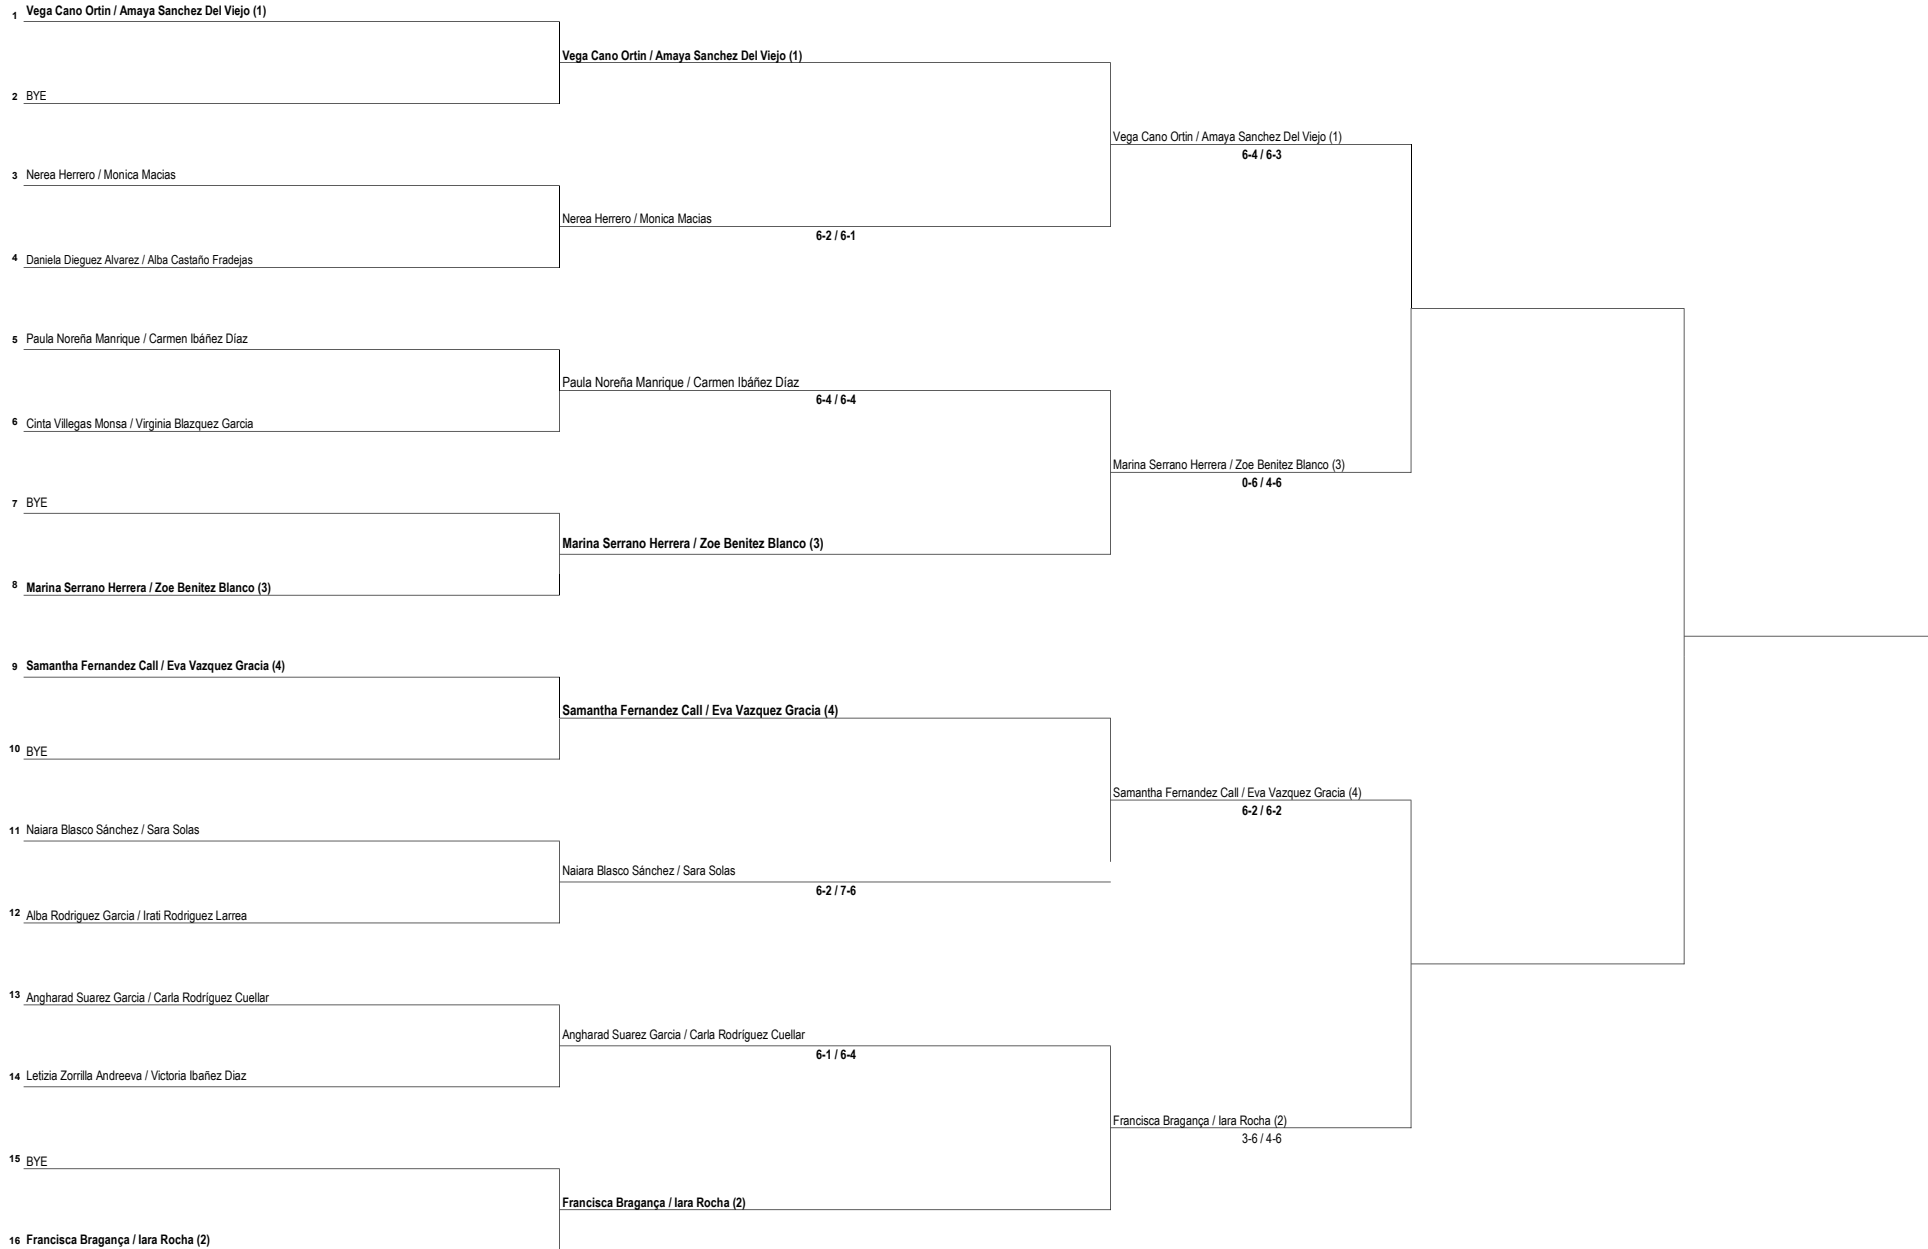 1 Vega Cano Ortin / Amaya Sanchez Del Viejo (1)
Vega Cano Ortin / Amaya Sanchez Del Viejo (1)
2 BYE
Vega Cano Ortin / Amaya Sanchez Del Viejo (1)
6-4 / 6-3
3 Nerea Herrero / Monica Macias
Nerea Herrero / Monica Macias
6-2 / 6-1
4 Daniela Dieguez Alvarez / Alba Castaño Fradejas
5 Paula Noreña Manrique / Carmen Ibáñez Díaz
Paula Noreña Manrique / Carmen Ibáñez Díaz
6-4 / 6-4
6 Cinta Villegas Monsa / Virginia Blazquez Garcia
Marina Serrano Herrera / Zoe Benitez Blanco (3)
0-6 / 4-6
7 BYE
Marina Serrano Herrera / Zoe Benitez Blanco (3)
8 Marina Serrano Herrera / Zoe Benitez Blanco (3)
9 Samantha Fernandez Call / Eva Vazquez Gracia (4)
Samantha Fernandez Call / Eva Vazquez Gracia (4)
10 BYE
Samantha Fernandez Call / Eva Vazquez Gracia (4)
6-2 / 6-2
11 Naiara Blasco Sánchez / Sara Solas
Naiara Blasco Sánchez / Sara Solas
6-2 / 7-6
12 Alba Rodriguez Garcia / Irati Rodriguez Larrea
13 Angharad Suarez Garcia / Carla Rodríguez Cuellar
Angharad Suarez Garcia / Carla Rodríguez Cuellar
6-1 / 6-4
14 Letizia Zorrilla Andreeva / Victoria Ibañez Diaz
Francisca Bragança / Iara Rocha (2)
3-6 / 4-6
15 BYE
Francisca Bragança / Iara Rocha (2)
16 Francisca Bragança / Iara Rocha (2)